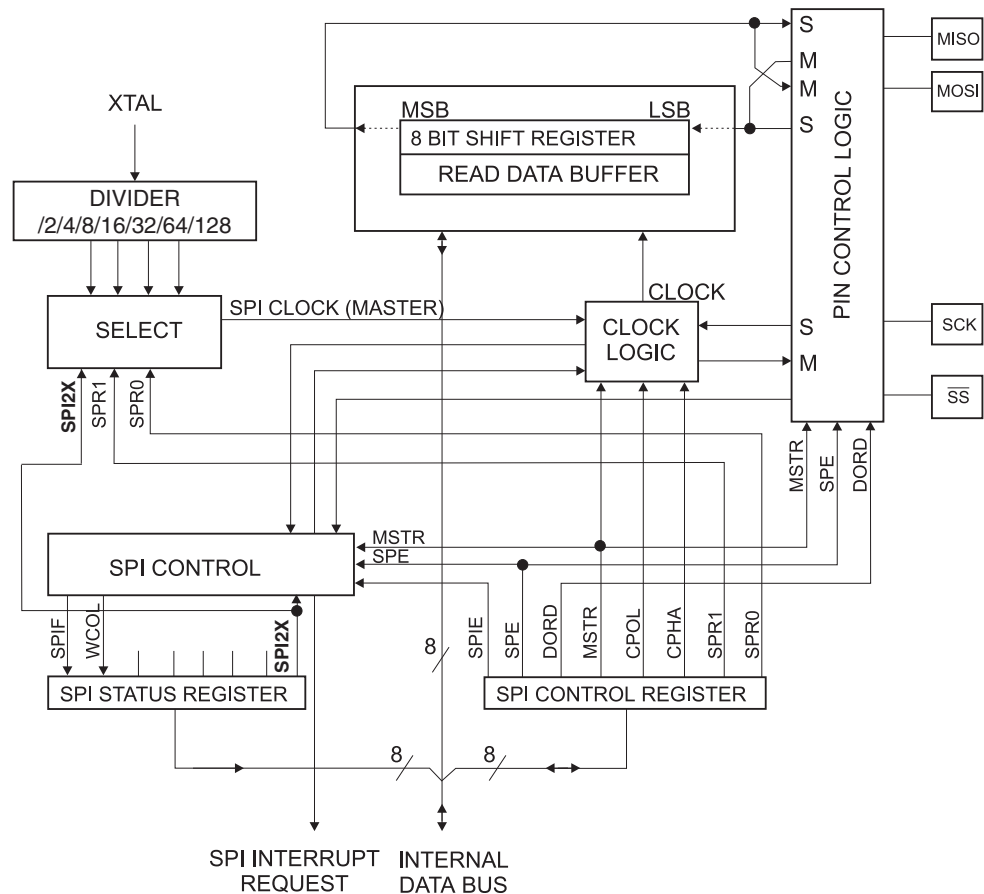 S
MISO
M
MOSI
M
XTAL
MSB
LSB
S
8 BIT SHIFT REGISTER
READ DATA BUFFER
PIN CONTROL LOGIC
DIVIDER
/2/4/8/16/32/64/128
SPI CLOCK (MASTER)
CLOCK
SELECT
CLOCK
LOGIC
S
SCK
M
SS
SPI2X
SPR1
SPR0
MSTR
SPE
DORD
MSTR
SPE
SPI CONTROL
SPIF
WCOL
SPI2X
SPIE
SPE
DORD
MSTR
CPOL
CPHA
SPR1
SPR0
8
SPI STATUS REGISTER
SPI CONTROL REGISTER
8
8
SPI INTERRUPT
REQUEST
INTERNAL
DATA BUS